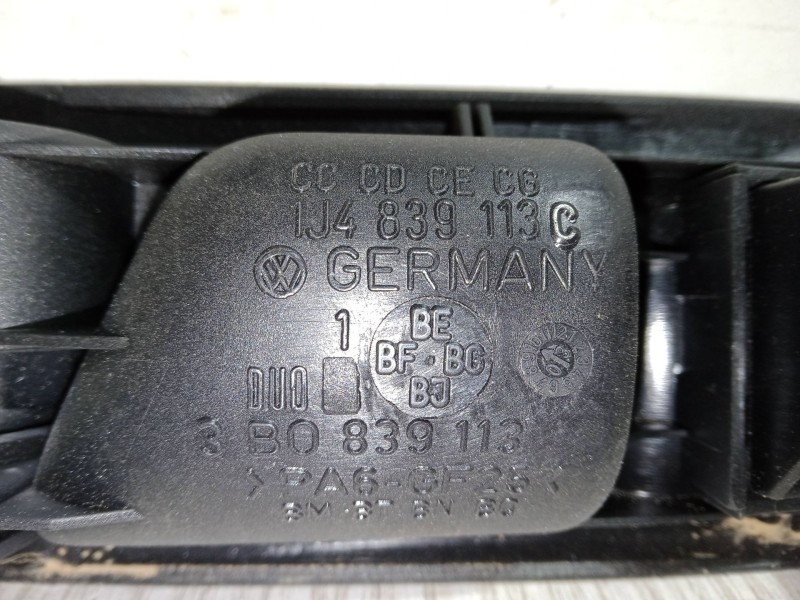 CC CD CE CG
1J4 839 113 C
GERMANY
1
BE
BF · BG
BJ
DUO
3 B0 839 113
>PA6-GF25<